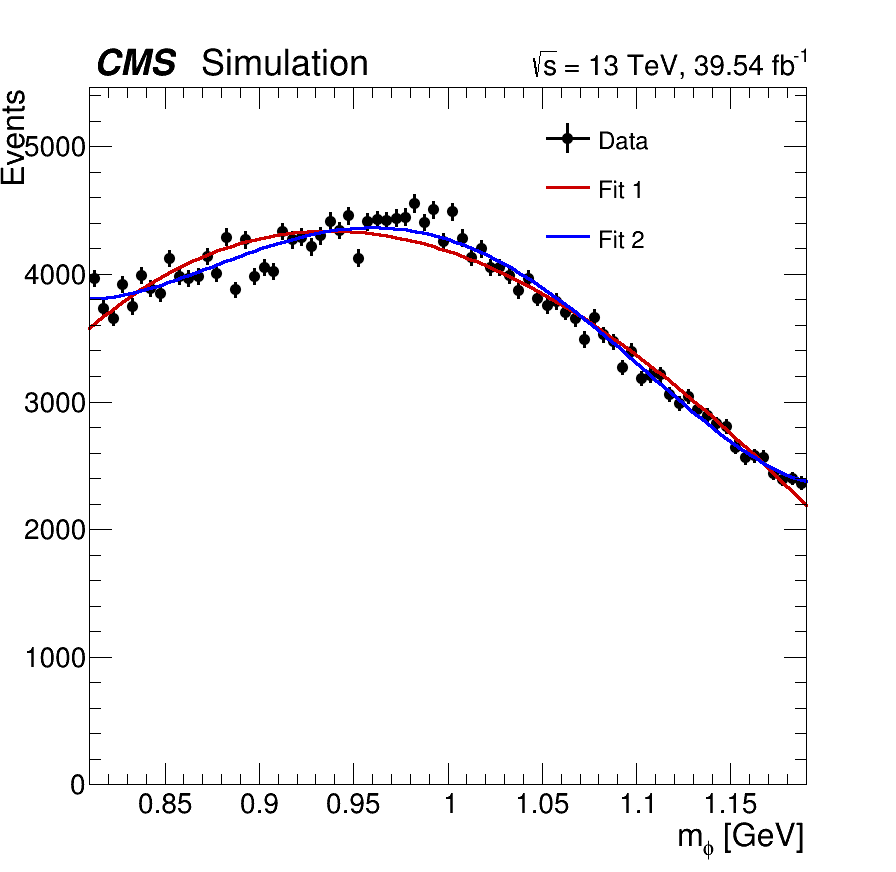 CMS Simulation
√s = 13 TeV, 39.54 fb⁻¹
Events
5000
4000
3000
2000
1000
0
Data
Fit 1
Fit 2
0.85 0.9 0.95 1 1.05 1.1 1.15
m_ϕ [GeV]